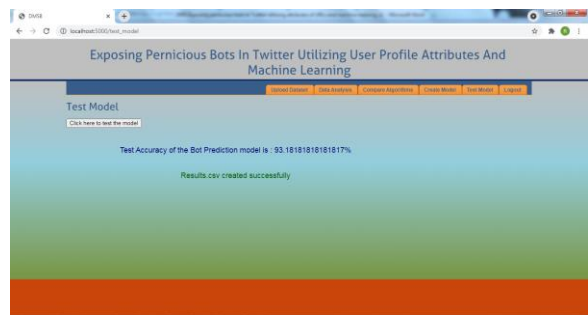 DMSB
localhost:5000/test_model
Exposing Pernicious Bots In Twitter Utilizing User Profile Attributes And
Machine Learning
Upload Dataset Data Analysis Compare Algorithms Create Model Test Model Logout
Test Model
Click here to test the model
Test Accuracy of the Bot Prediction model is : 93.18181818181817%
Results.csv created successfully